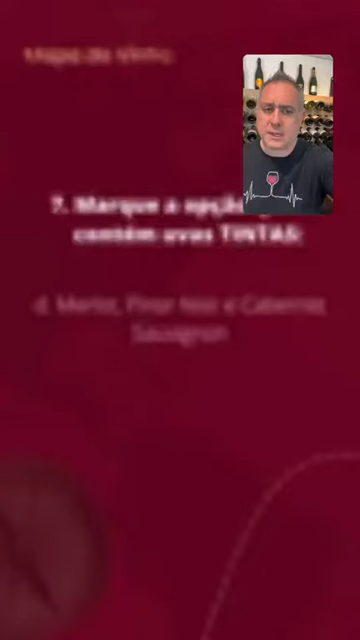 Mapa do Vinho
7. Marque a opção
contém uvas TINTAS:
d. Merlot, Pinot Noir e Cabernet
Sauvignon